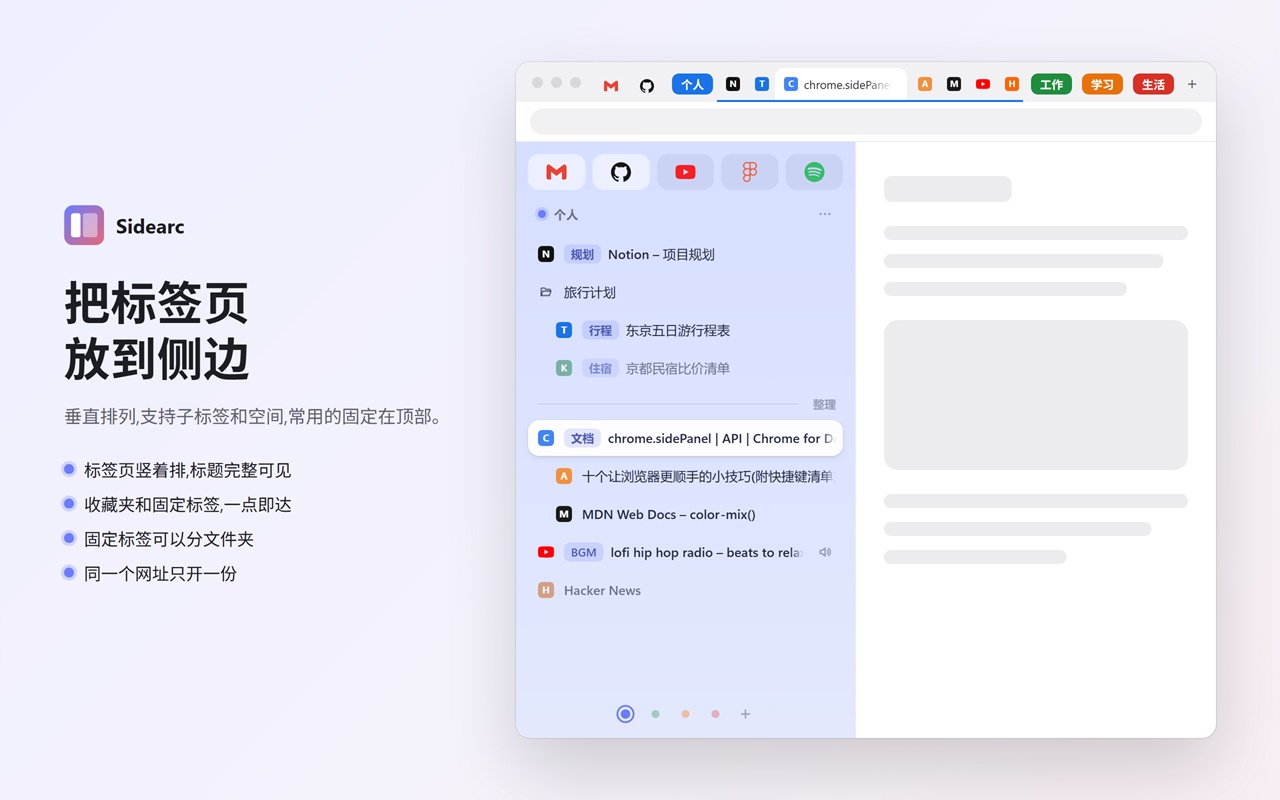 Sidearc
把标签页
放到侧边
垂直排列,支持子标签和空间,常用的固定在顶部。
标签页竖着排,标题完整可见
收藏夹和固定标签,一点即达
固定标签可以分文件夹
同一个网址只开一份
个人 N T C chrome.sidePane A M H 工作 学习 生活 +
个人 ...
N 规划 Notion – 项目规划
旅行计划
T 行程 东京五日游行程表
K 住宿 京都民宿比价清单
整理
C 文档 chrome.sidePanel | API | Chrome for D
A 十个让浏览器更顺手的小技巧(附快捷键清单
M MDN Web Docs – color-mix()
BGM lofi hip hop radio – beats to rela
H Hacker News
+